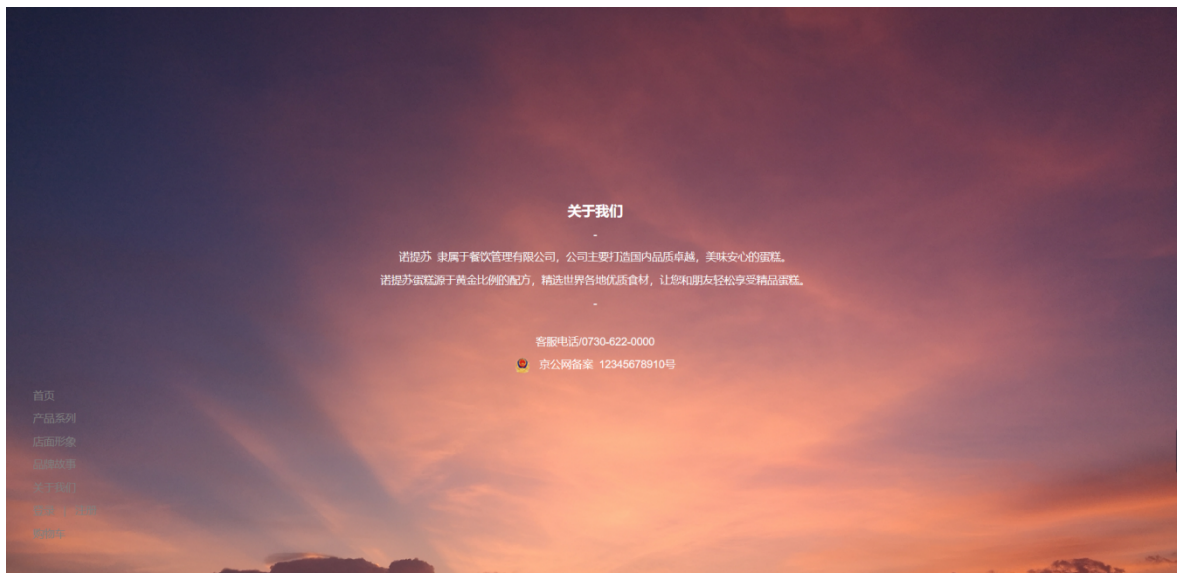 关于我们
-
诺提苏 隶属于餐饮管理有限公司，公司主要打造国内品质卓越，美味安心的蛋糕。
诺提苏蛋糕源于黄金比例的配方，精选世界各地优质食材，让您和朋友轻松享受精品蛋糕。
-
客服电话/0730-622-0000
京公网备案 12345678910号
首页
产品系列
店面形象
品牌故事
关于我们
购物车